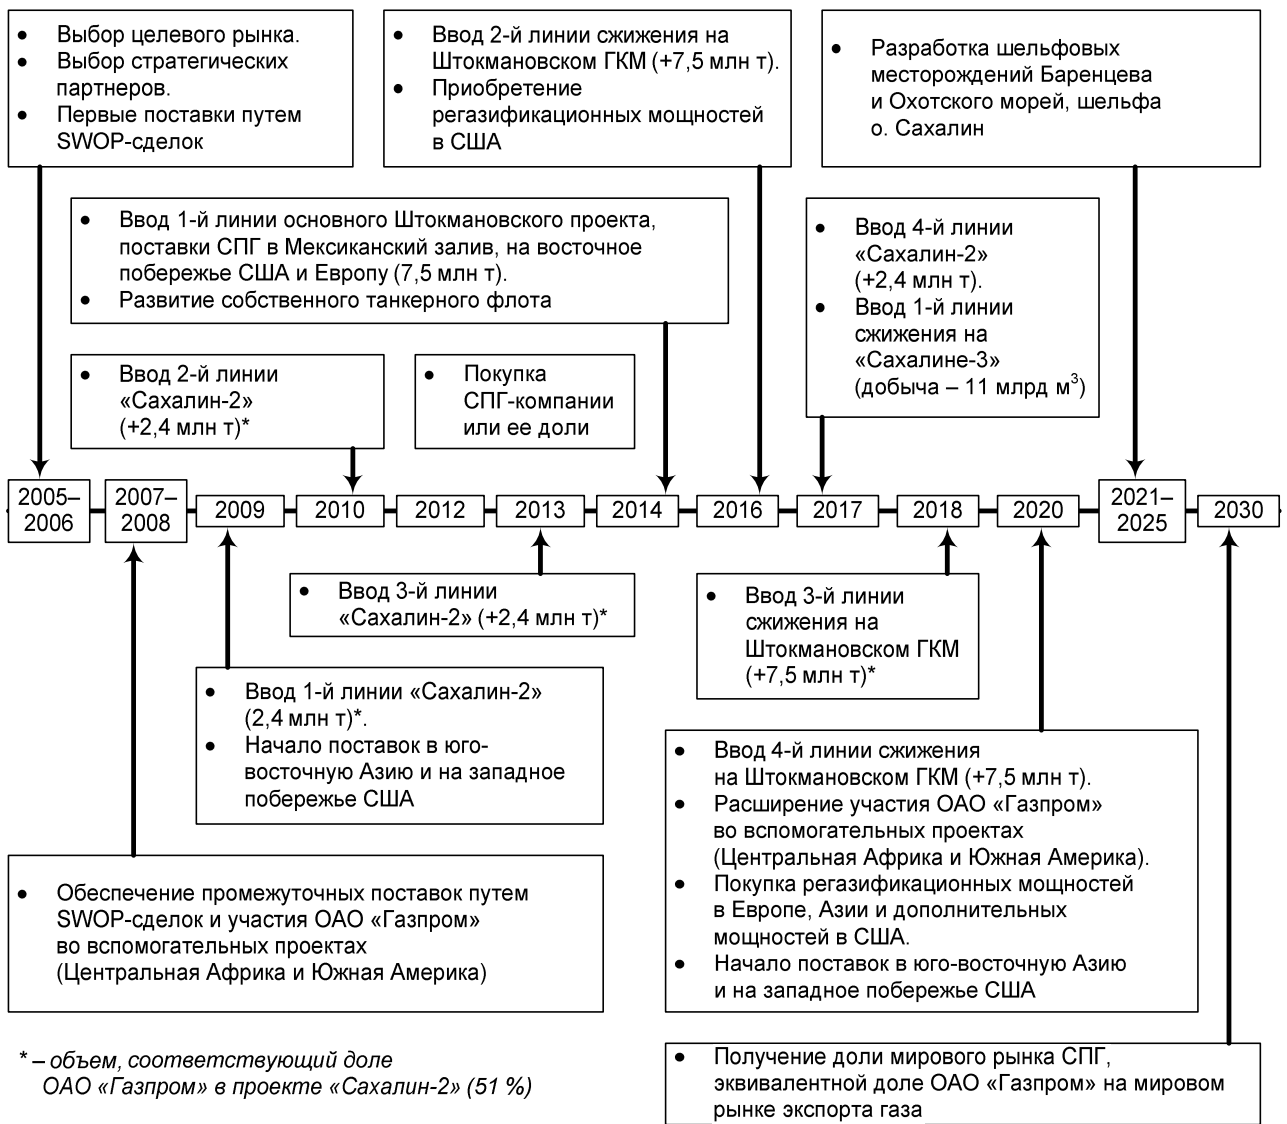 • Выбор целевого рынка.
• Выбор стратегических
партнеров.
• Первые поставки путем
SWOP-сделок
• Ввод 2-й линии сжижения на
Штокмановском ГКМ (+7,5 млн т).
• Приобретение
регазификационных мощностей
в США
• Разработка шельфовых
месторождений Баренцева
и Охотского морей, шельфа
о. Сахалин
• Ввод 1-й линии основного Штокмановского проекта,
поставки СПГ в Мексиканский залив, на восточное
побережье США и Европу (7,5 млн т).
• Развитие собственного танкерного флота
• Ввод 4-й линии
«Сахалин-2»
(+2,4 млн т).
• Ввод 1-й линии
сжижения на
«Сахалине-3»
(добыча – 11 млрд м³)
• Ввод 2-й линии
«Сахалин-2»
(+2,4 млн т)*
• Покупка
СПГ-компании
или ее доли
2005–
2006
2007–
2008
2009
2010
2012
2013
2014
2016
2017
2018
2020
2021–
2025
2030
• Ввод 3-й линии
«Сахалин-2» (+2,4 млн т)*
• Ввод 3-й линии
сжижения на
Штокмановском ГКМ
(+7,5 млн т)*
• Ввод 1-й линии «Сахалин-2»
(2,4 млн т)*.
• Начало поставок в юго-
восточную Азию и на западное
побережье США
• Ввод 4-й линии сжижения
на Штокмановском ГКМ (+7,5 млн т).
• Расширение участия ОАО «Газпром»
во вспомогательных проектах
(Центральная Африка и Южная Америка).
• Покупка регазификационных мощностей
в Европе, Азии и дополнительных
мощностей в США.
• Начало поставок в юго-восточную Азию
и на западное побережье США
• Обеспечение промежуточных поставок путем
SWOP-сделок и участия ОАО «Газпром»
во вспомогательных проектах
(Центральная Африка и Южная Америка)
* – объем, соответствующий доле
ОАО «Газпром» в проекте «Сахалин-2» (51 %)
• Получение доли мирового рынка СПГ,
эквивалентной доле ОАО «Газпром» на мировом
рынке экспорта газа